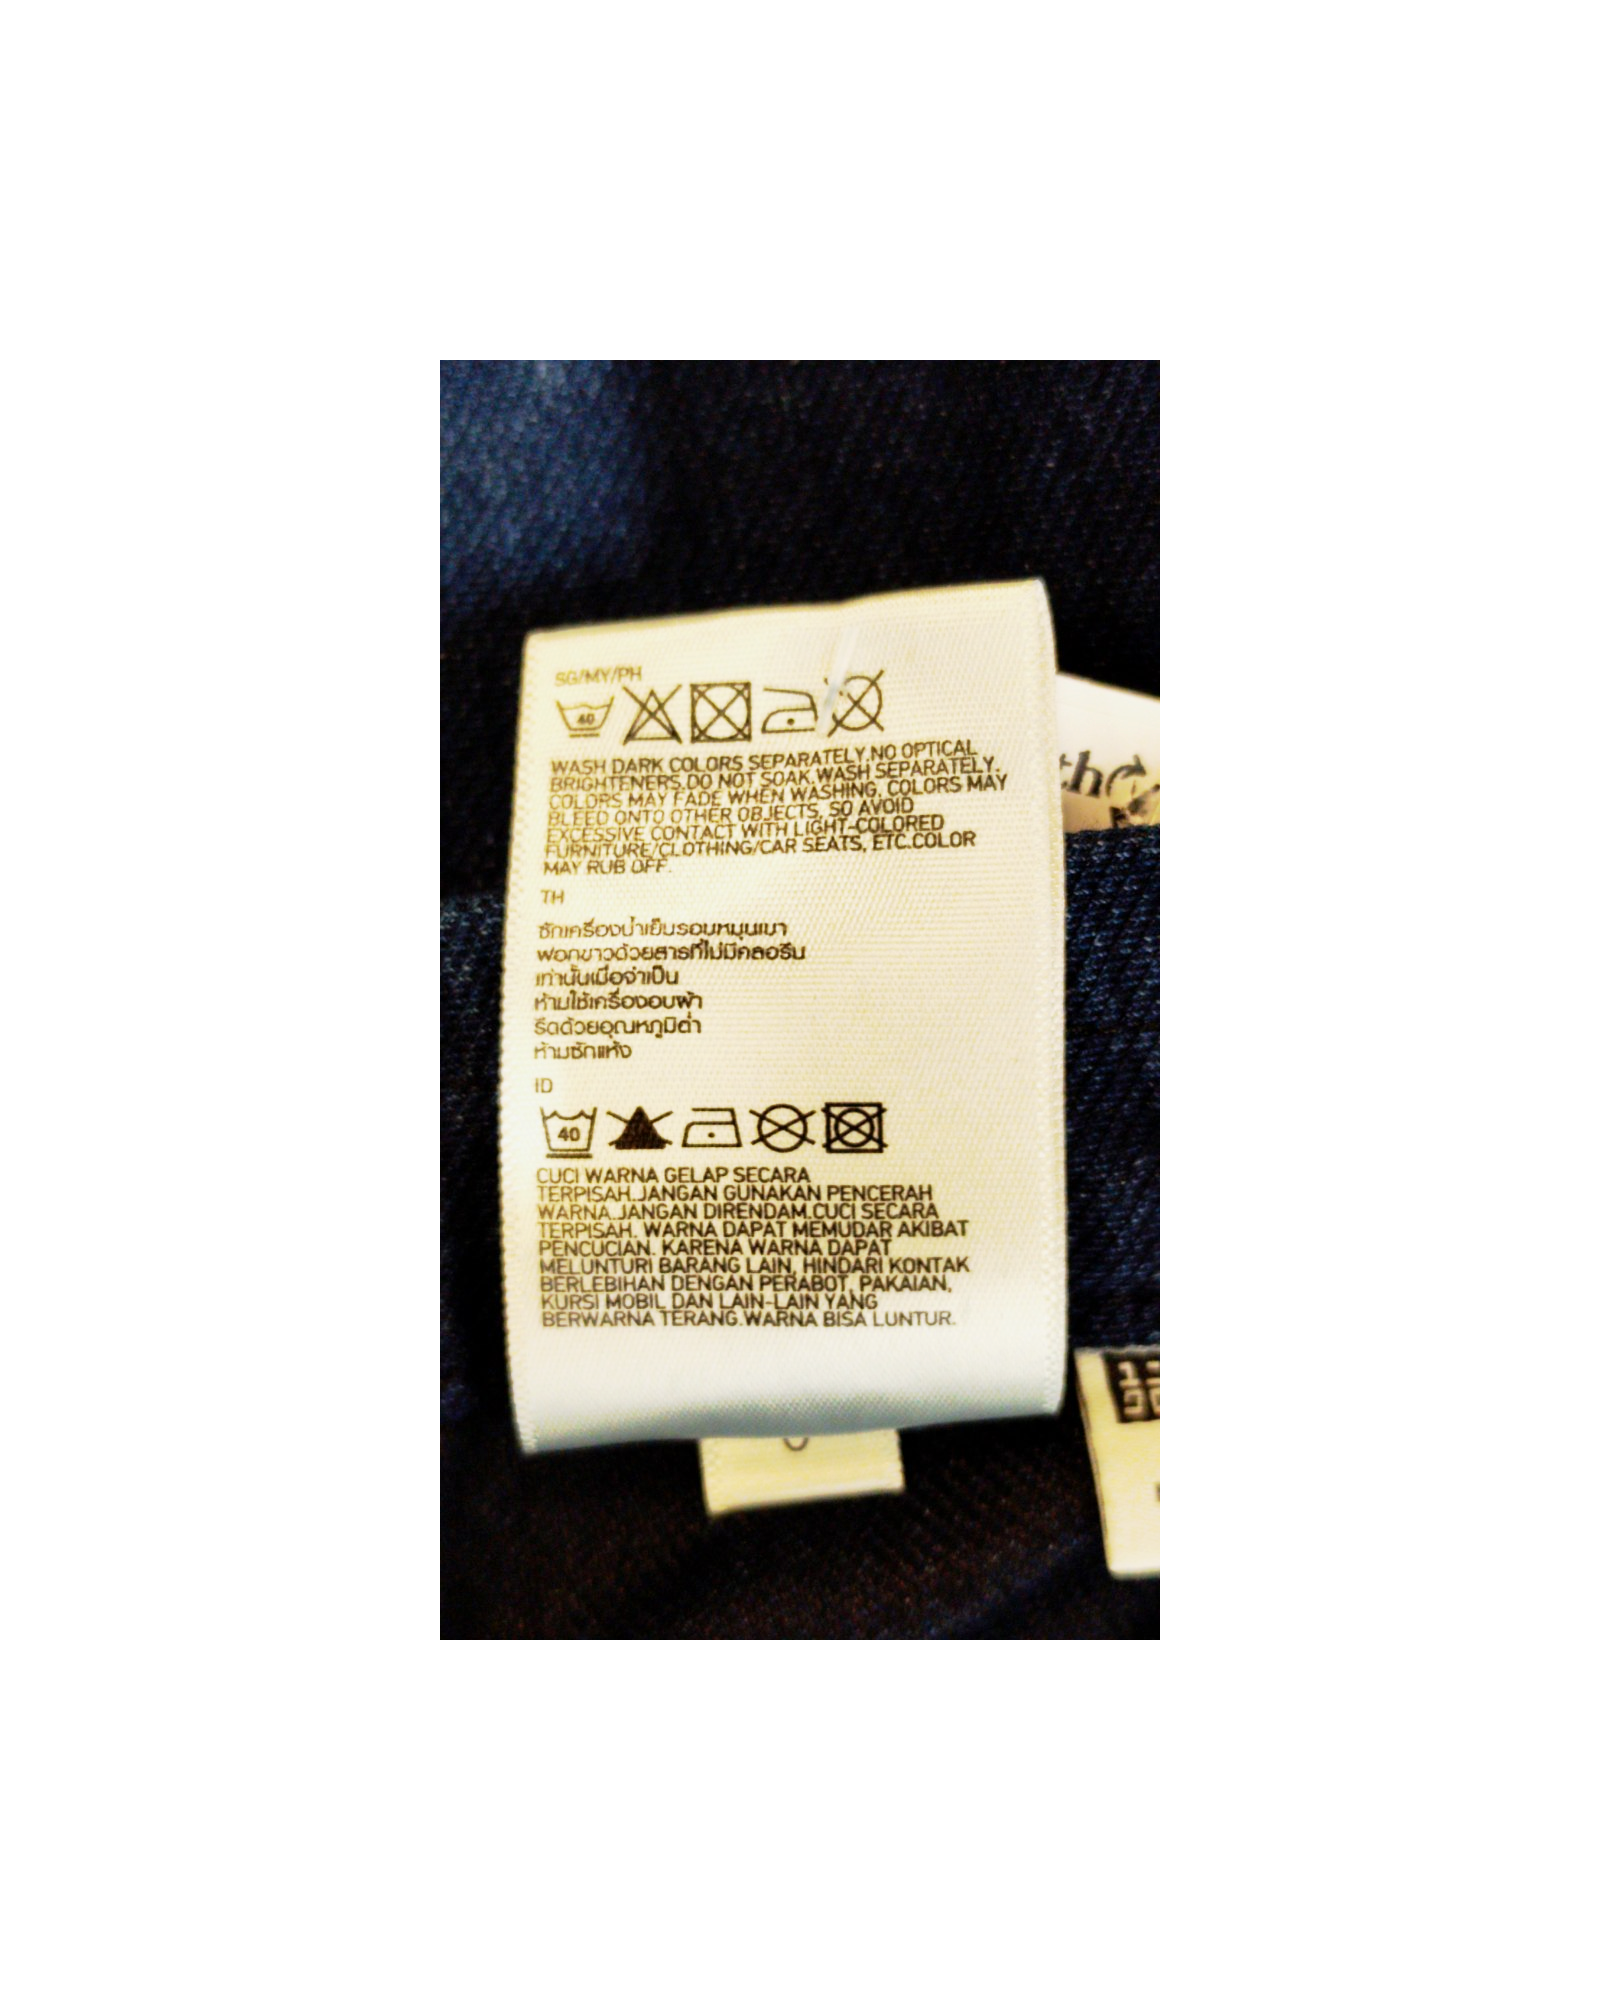 SG/MY/PH
40
WASH DARK COLORS SEPARATELY.NO OPTICAL
BRIGHTENERS.DO NOT SOAK.WASH SEPARATELY.
COLORS MAY FADE WHEN WASHING. COLORS MAY
BLEED ONTO OTHER OBJECTS, SO AVOID
EXCESSIVE CONTACT WITH LIGHT-COLORED
FURNITURE/CLOTHING/CAR SEATS, ETC.COLOR
MAY RUB OFF.
TH
ซักเครื่องน้ำเย็นรอบหมุนเบา
ฟอกขาวด้วยสารที่ไม่มีคลอรีน
เท่านั้นเมื่อจำเป็น
ห้ามใช้เครื่องอบผ้า
รีดด้วยอุณหภูมิต่ำ
ห้ามซักแห้ง
ID
40
CUCI WARNA GELAP SECARA
TERPISAH.JANGAN GUNAKAN PENCERAH
WARNA.JANGAN DIRENDAM.CUCI SECARA
TERPISAH. WARNA DAPAT MEMUDAR AKIBAT
PENCUCIAN. KARENA WARNA DAPAT
MELUNTURI BARANG LAIN, HINDARI KONTAK
BERLEBIHAN DENGAN PERABOT, PAKAIAN,
KURSI MOBIL DAN LAIN-LAIN YANG
BERWARNA TERANG.WARNA BISA LUNTUR.